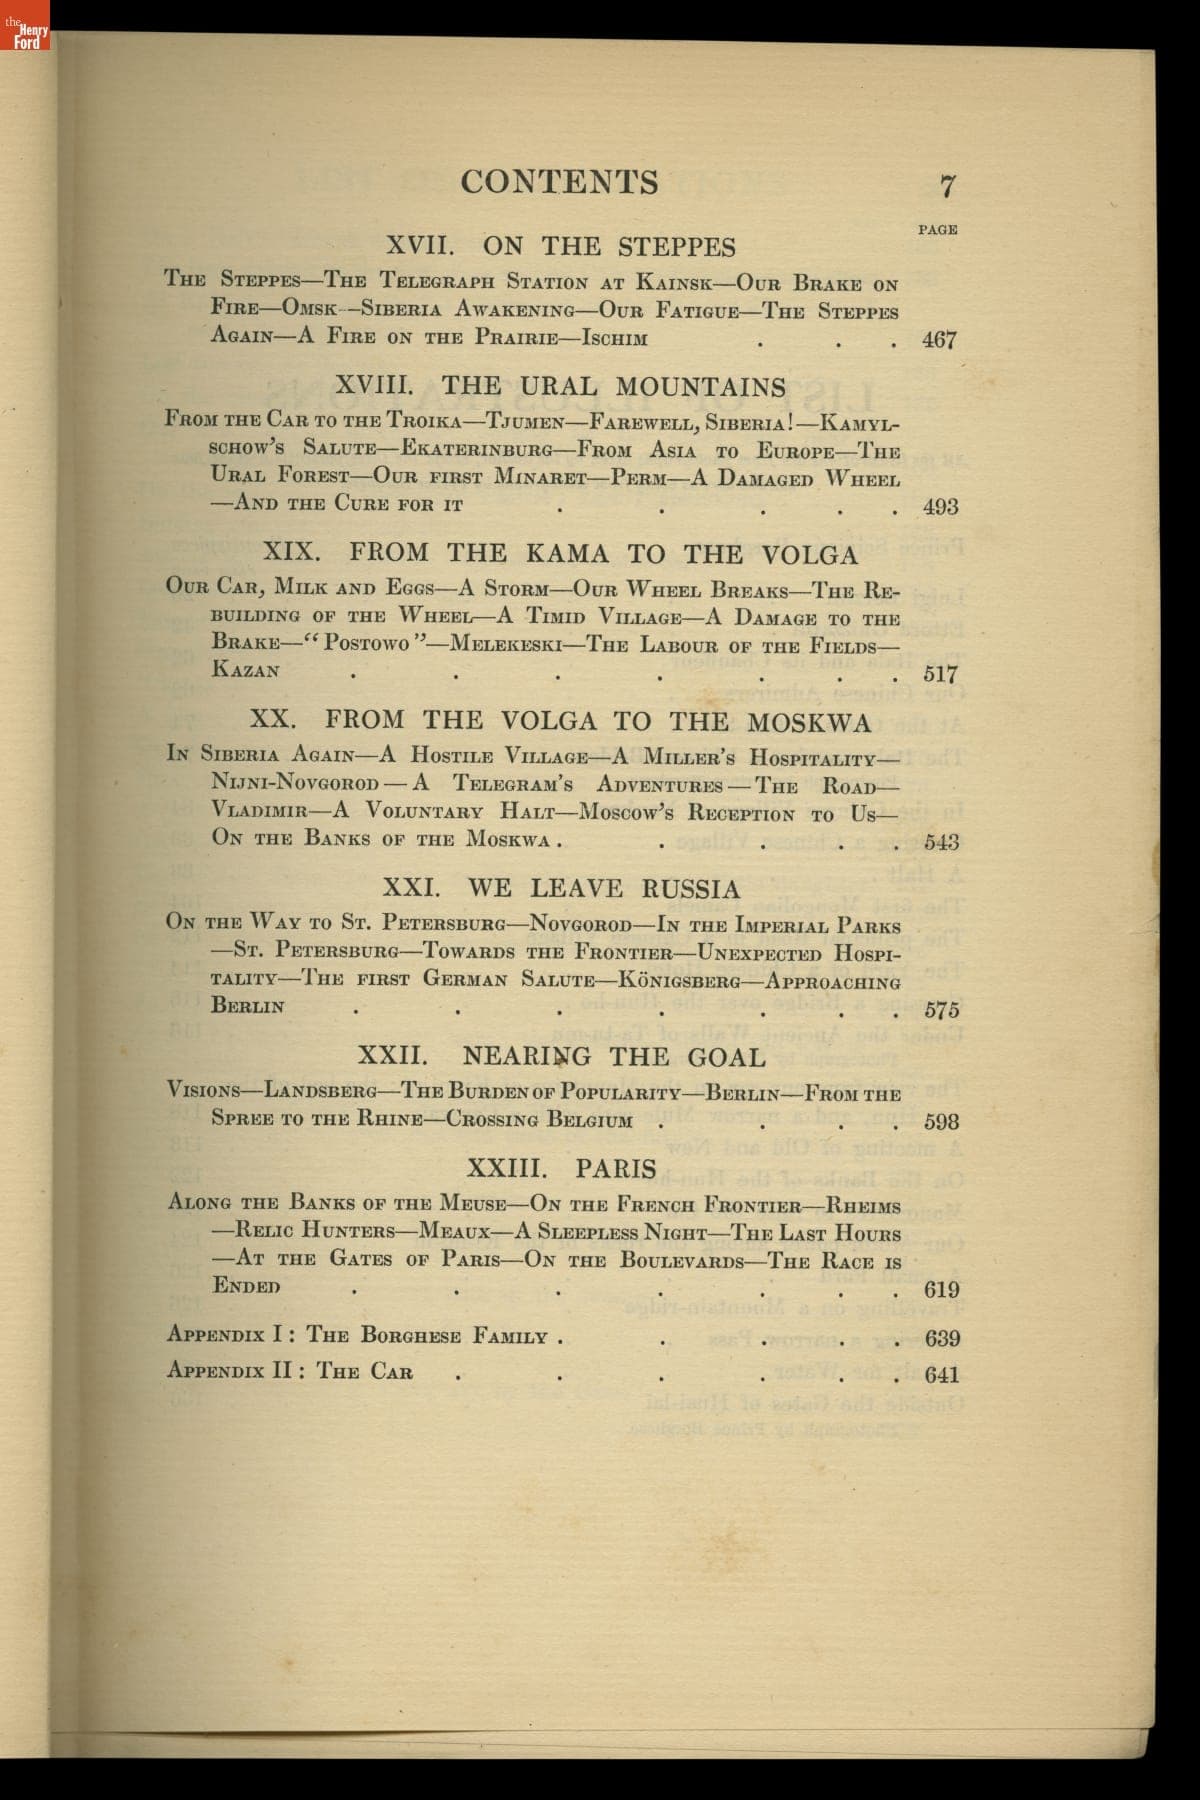 the Henry Ford
CONTENTS 7
PAGE
XVII. ON THE STEPPES
The Steppes—The Telegraph Station at Kainsk—Our Brake on
Fire—Omsk—Siberia Awakening—Our Fatigue—The Steppes
Again—A Fire on the Prairie—Ischim . . . 467
XVIII. THE URAL MOUNTAINS
From the Car to the Troika—Tjumen—Farewell, Siberia!—Kamyl-
schow's Salute—Ekaterinburg—From Asia to Europe—The
Ural Forest—Our first Minaret—Perm—A Damaged Wheel
—And the Cure for it . . . . . 493
XIX. FROM THE KAMA TO THE VOLGA
Our Car, Milk and Eggs—A Storm—Our Wheel Breaks—The Re-
building of the Wheel—A Timid Village—A Damage to the
Brake—“Postowo”—Melekeski—The Labour of the Fields—
Kazan . . . . . . . 517
XX. FROM THE VOLGA TO THE MOSKWA
In Siberia Again—A Hostile Village—A Miller's Hospitality—
Nijni-Novgorod—A Telegram's Adventures—The Road—
Vladimir—A Voluntary Halt—Moscow's Reception to Us—
On the Banks of the Moskwa . . . . . 543
XXI. WE LEAVE RUSSIA
On the Way to St. Petersburg—Novgorod—In the Imperial Parks
—St. Petersburg—Towards the Frontier—Unexpected Hospi-
tality—The first German Salute—Königsberg—Approaching
Berlin . . . . . . . 575
XXII. NEARING THE GOAL
Visions—Landsberg—The Burden of Popularity—Berlin—From the
Spree to the Rhine—Crossing Belgium . . . . 598
XXIII. PARIS
Along the Banks of the Meuse—On the French Frontier—Rheims
—Relic Hunters—Meaux—A Sleepless Night—The Last Hours
—At the Gates of Paris—On the Boulevards—The Race is
Ended . . . . . . . 619
Appendix I: The Borghese Family . . . . . 639
Appendix II: The Car . . . . . 641